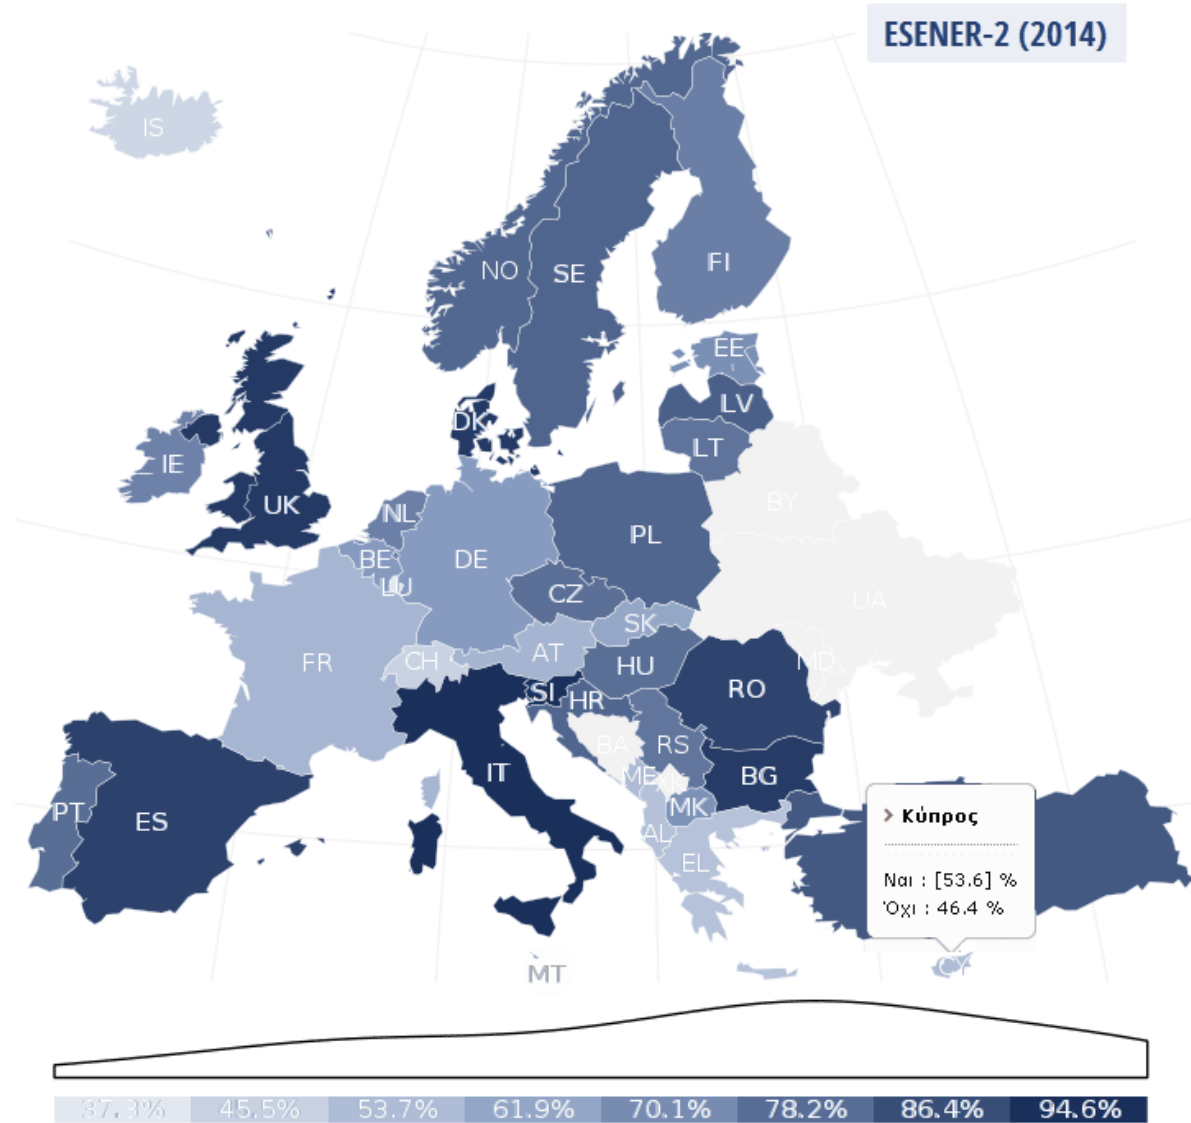 ESENER-2 (2014)
IS
NO
SE
FI
EE
LV
DK
LT
IE
UK
NL
BY
PL
BE
DE
LU
CZ
UA
SK
FR
CH
AT
HU
MD
RO
SI
HR
BA
RS
IT
ME
BG
PT
ES
MK
AL
EL
Κύπρος
Ναι : [53.6] %
Όχι : 46.4 %
CY
MT
37.3% 45.5% 53.7% 61.9% 70.1% 78.2% 86.4% 94.6%